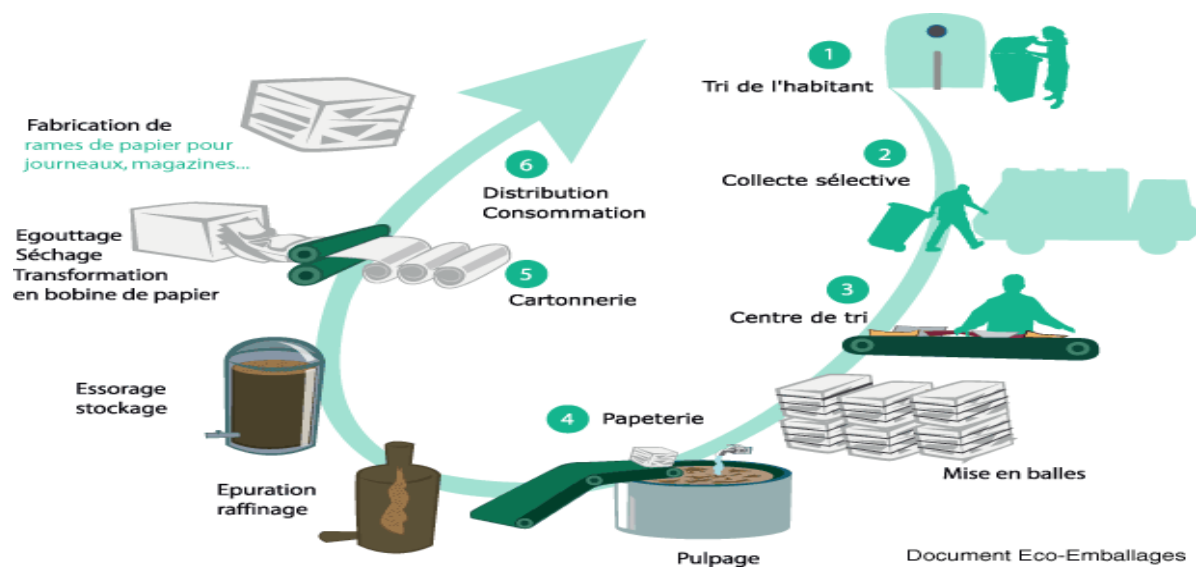 1
Tri de l'habitant
2
Collecte sélective
3
Centre de tri
Mise en balles
4 Papeterie
Pulpage
Epuration
raffinage
Essorage
stockage
Egouttage
Séchage
Transformation
en bobine de papier
5
Cartonnerie
Fabrication de
rames de papier pour
journeaux, magazines...
6
Distribution
Consommation
Document Eco-Emballages